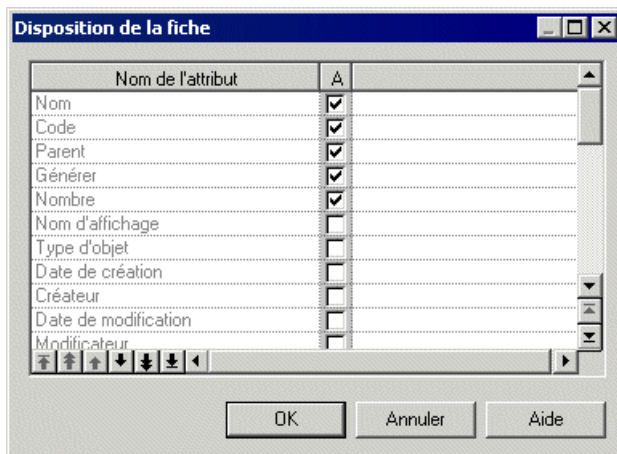 Disposition de la fiche
Nom de l'attribut A
Nom
Code
Parent
Générer
Nombre
Nom d'affichage
Type d'objet
Date de création
Créateur
Date de modification
Modificateur
OK Annuler Aide